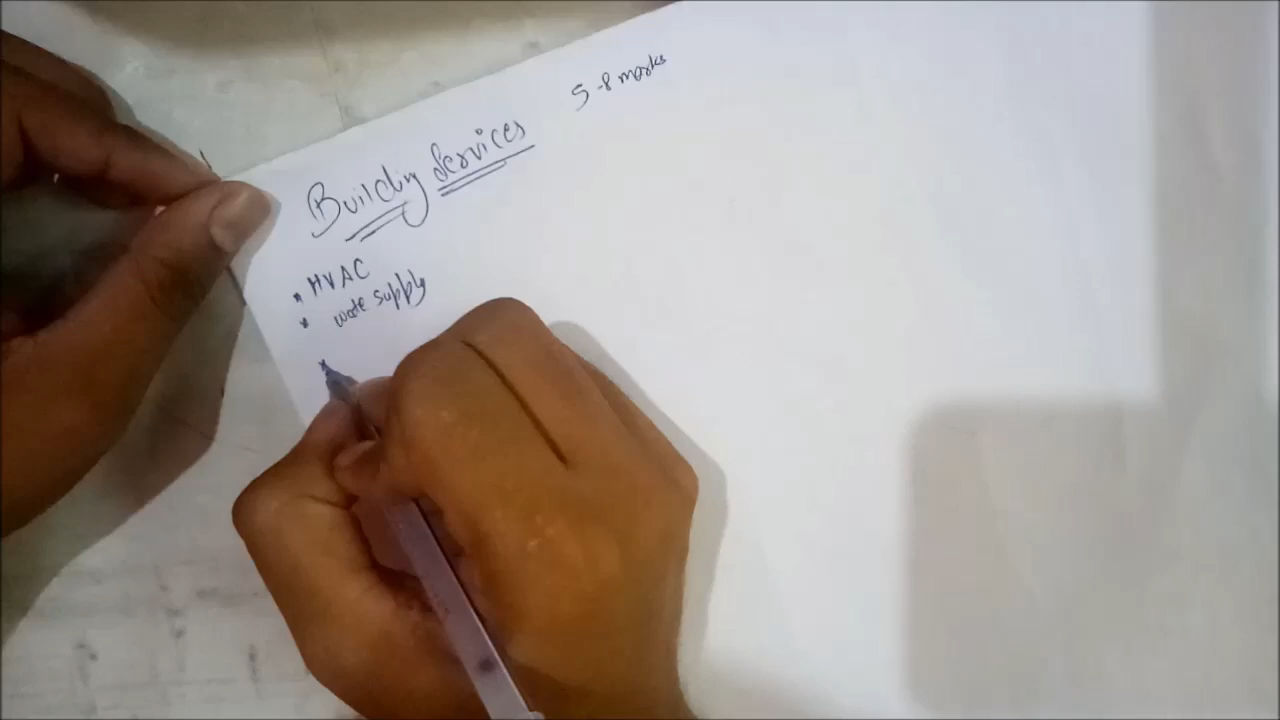 5-8 marks
Building Services
* HVAC
* wate supply
*